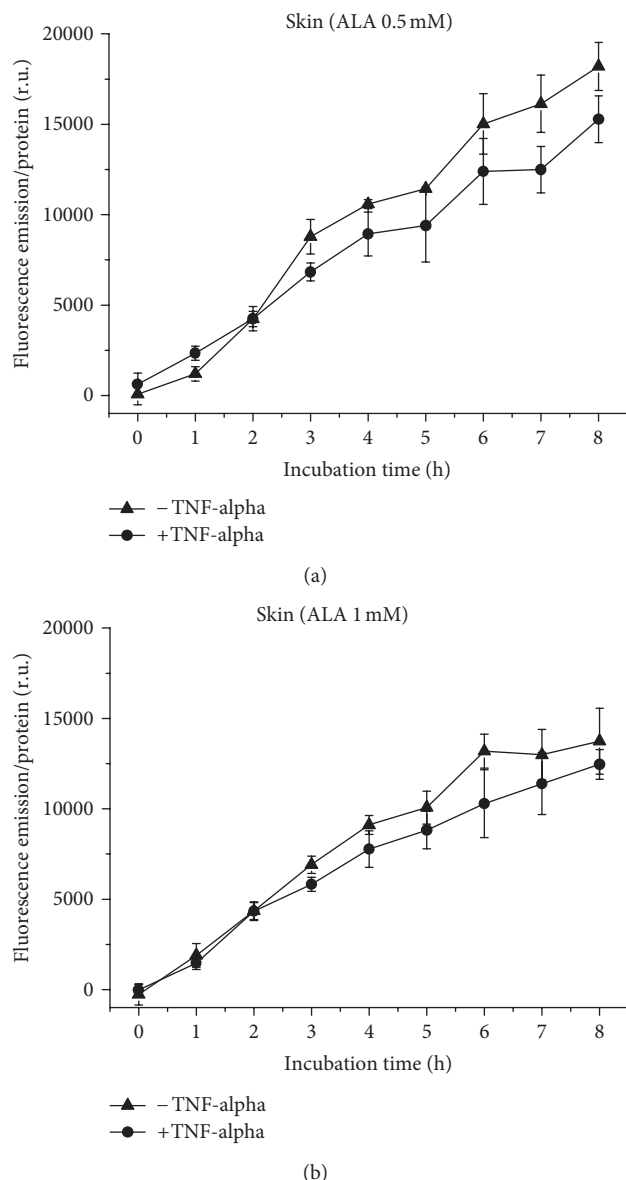 Skin (ALA 0.5 mM)
20000
15000
10000
5000
0
Fluorescence emission/protein (r.u.)
0 1 2 3 4 5 6 7 8
Incubation time (h)
− TNF-alpha
+TNF-alpha
(a)
Skin (ALA 1 mM)
20000
15000
10000
5000
0
Fluorescence emission/protein (r.u.)
0 1 2 3 4 5 6 7 8
Incubation time (h)
− TNF-alpha
+TNF-alpha
(b)